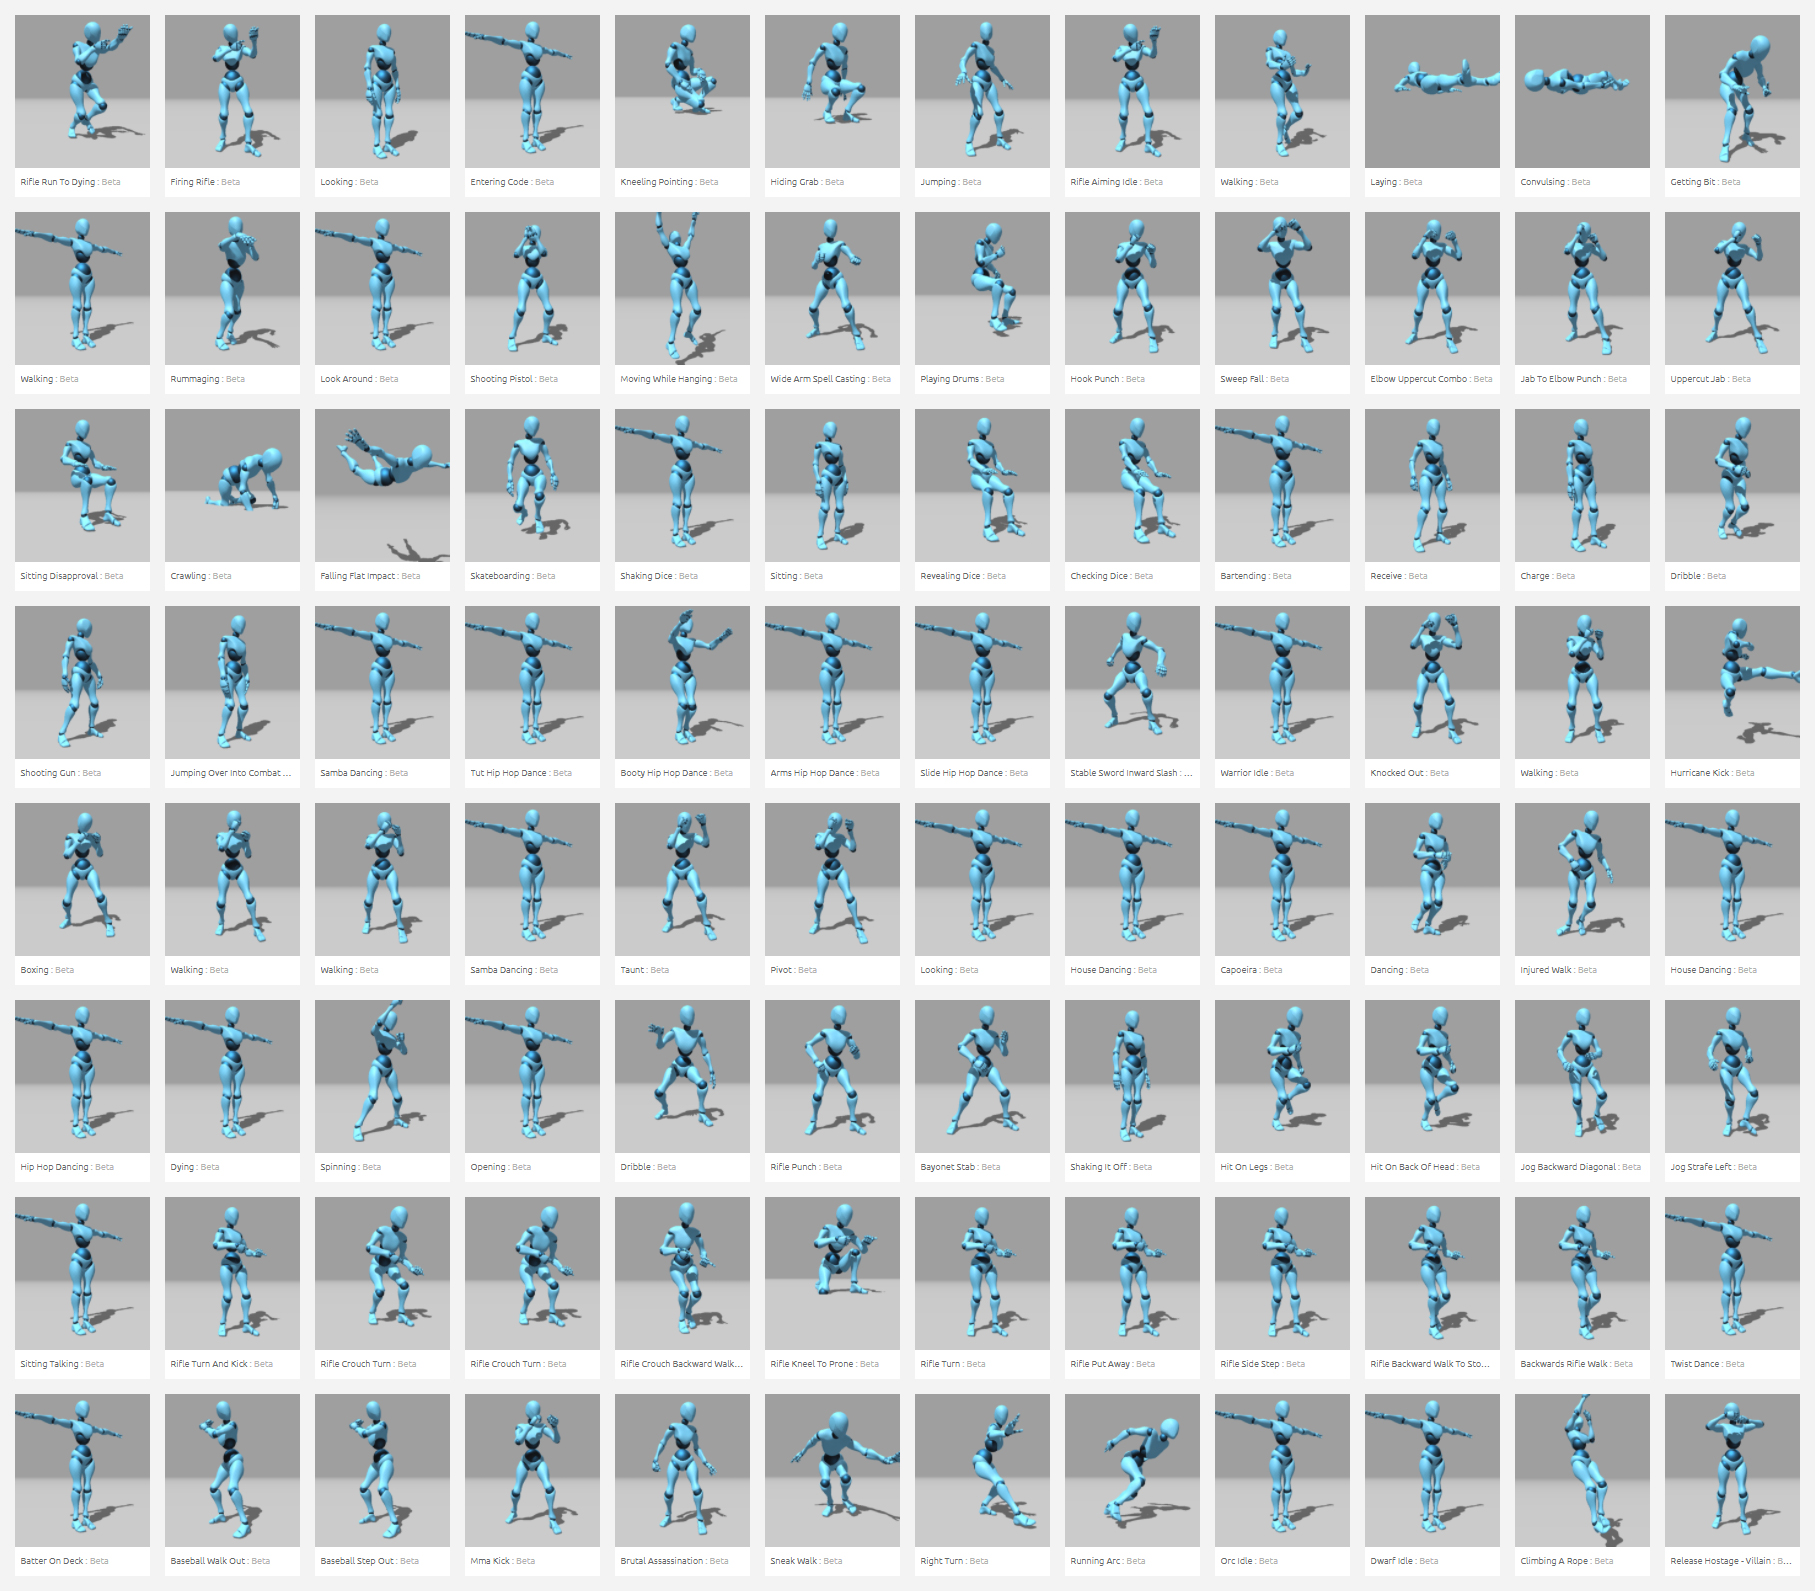 Rifle Run To Dying : Beta
Firing Rifle : Beta
Looking : Beta
Entering Code : Beta
Kneeling Pointing : Beta
Hiding Grab : Beta
Jumping : Beta
Rifle Aiming Idle : Beta
Walking : Beta
Laying : Beta
Convulsing : Beta
Getting Bit : Beta
Walking : Beta
Rummaging : Beta
Look Around : Beta
Shooting Pistol : Beta
Moving While Hanging : Beta
Wide Arm Spell Casting : Beta
Playing Drums : Beta
Hook Punch : Beta
Sweep Fall : Beta
Elbow Uppercut Combo : Beta
Jab To Elbow Punch : Beta
Uppercut Jab : Beta
Sitting Disapproval : Beta
Crawling : Beta
Falling Flat Impact : Beta
Skateboarding : Beta
Shaking Dice : Beta
Sitting : Beta
Revealing Dice : Beta
Checking Dice : Beta
Bartending : Beta
Receive : Beta
Charge : Beta
Dribble : Beta
Shooting Gun : Beta
Jumping Over Into Combat ...
Samba Dancing : Beta
Tut Hip Hop Dance : Beta
Booty Hip Hop Dance : Beta
Arms Hip Hop Dance : Beta
Slide Hip Hop Dance : Beta
Stable Sword Inward Slash : ...
Warrior Idle : Beta
Knocked Out : Beta
Walking : Beta
Hurricane Kick : Beta
Boxing : Beta
Walking : Beta
Walking : Beta
Samba Dancing : Beta
Taunt : Beta
Pivot : Beta
Looking : Beta
House Dancing : Beta
Capoeira : Beta
Dancing : Beta
Injured Walk : Beta
House Dancing : Beta
Hip Hop Dancing : Beta
Dying : Beta
Spinning : Beta
Opening : Beta
Dribble : Beta
Rifle Punch : Beta
Bayonet Stab : Beta
Shaking It Off : Beta
Hit On Legs : Beta
Hit On Back Of Head : Beta
Jog Backward Diagonal : Beta
Jog Strafe Left : Beta
Sitting Talking : Beta
Rifle Turn And Kick : Beta
Rifle Crouch Turn : Beta
Rifle Crouch Turn : Beta
Rifle Crouch Backward Walk...
Rifle Kneel To Prone : Beta
Rifle Turn : Beta
Rifle Put Away : Beta
Rifle Side Step : Beta
Rifle Backward Walk To Sto...
Backwards Rifle Walk : Beta
Twist Dance : Beta
Batter On Deck : Beta
Baseball Walk Out : Beta
Baseball Step Out : Beta
Mma Kick : Beta
Brutal Assassination : Beta
Sneak Walk : Beta
Right Turn : Beta
Running Arc : Beta
Orc Idle : Beta
Dwarf Idle : Beta
Climbing A Rope : Beta
Release Hostage - Villain : B...